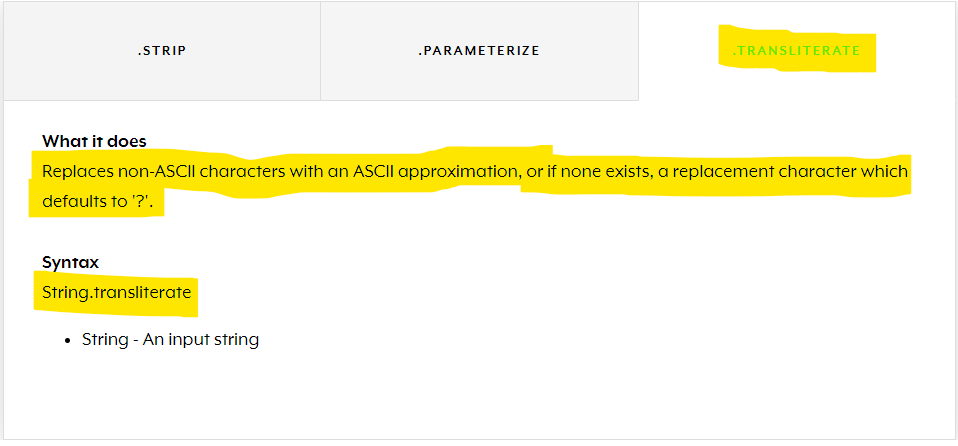 .STRIP
.PARAMETERIZE
.TRANSLITERATE
What it does
Replaces non-ASCII characters with an ASCII approximation, or if none exists, a replacement character which
defaults to '?'.
Syntax
String.transliterate
• String - An input string